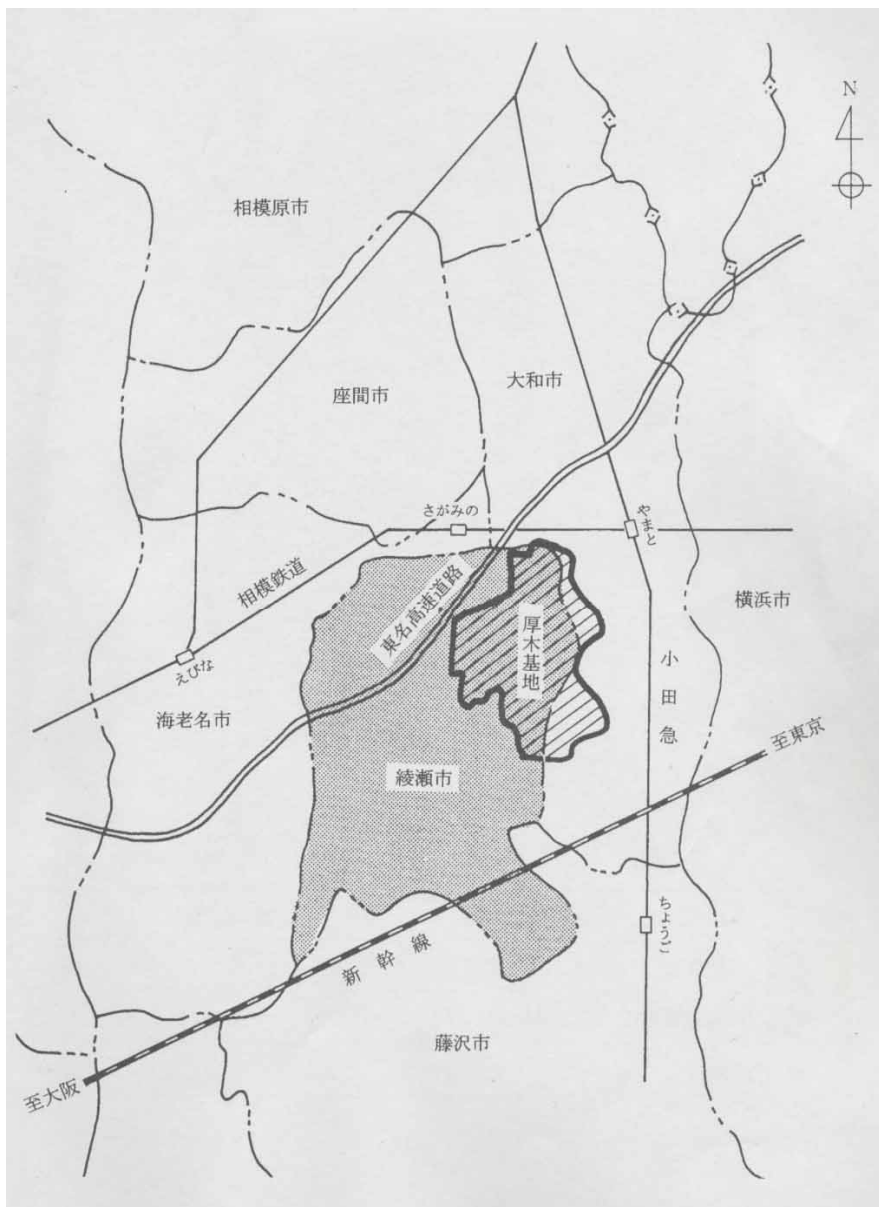 N
相模原市
座間市
大和市
さがみの
やまと
相模鉄道
東名高速道路
厚木基地
横浜市
えびな
小田急
海老名市
綾瀬市
至東京
ちょうご
新幹線
藤沢市
至大阪